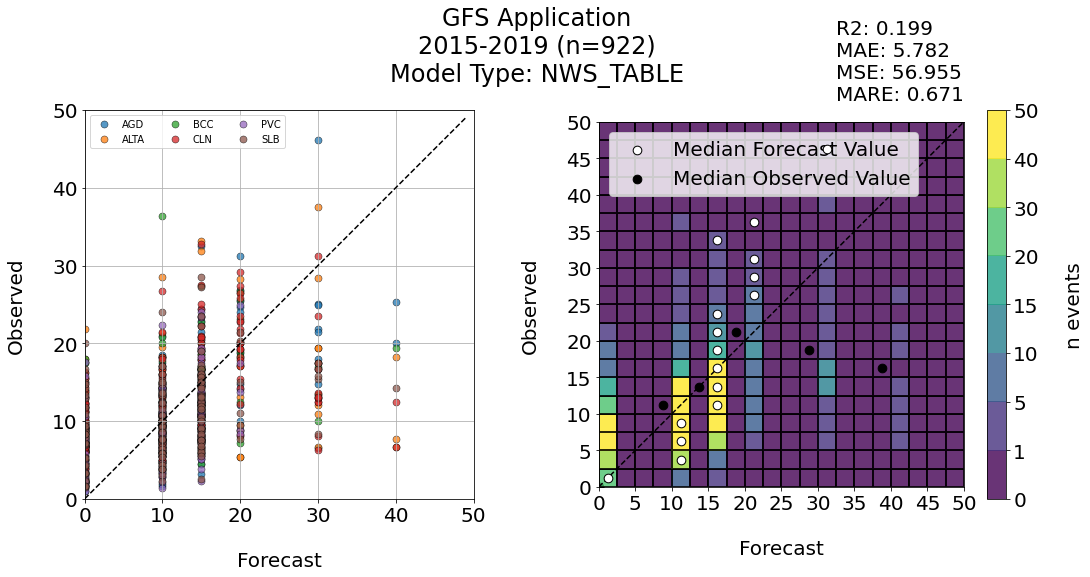 GFS Application
2015-2019 (n=922)
Model Type: NWS_TABLE
R2: 0.199
MAE: 5.782
MSE: 56.955
MARE: 0.671
AGD BCC PVC
ALTA CLN SLB
50
40
30
20
10
0
0 10 20 30 40 50
Observed
Forecast
Median Forecast Value
Median Observed Value
50
45
40
35
30
25
20
15
10
5
0
0 5 10 15 20 25 30 35 40 45 50
Observed
Forecast
50
40
30
20
15
10
5
1
0
n events